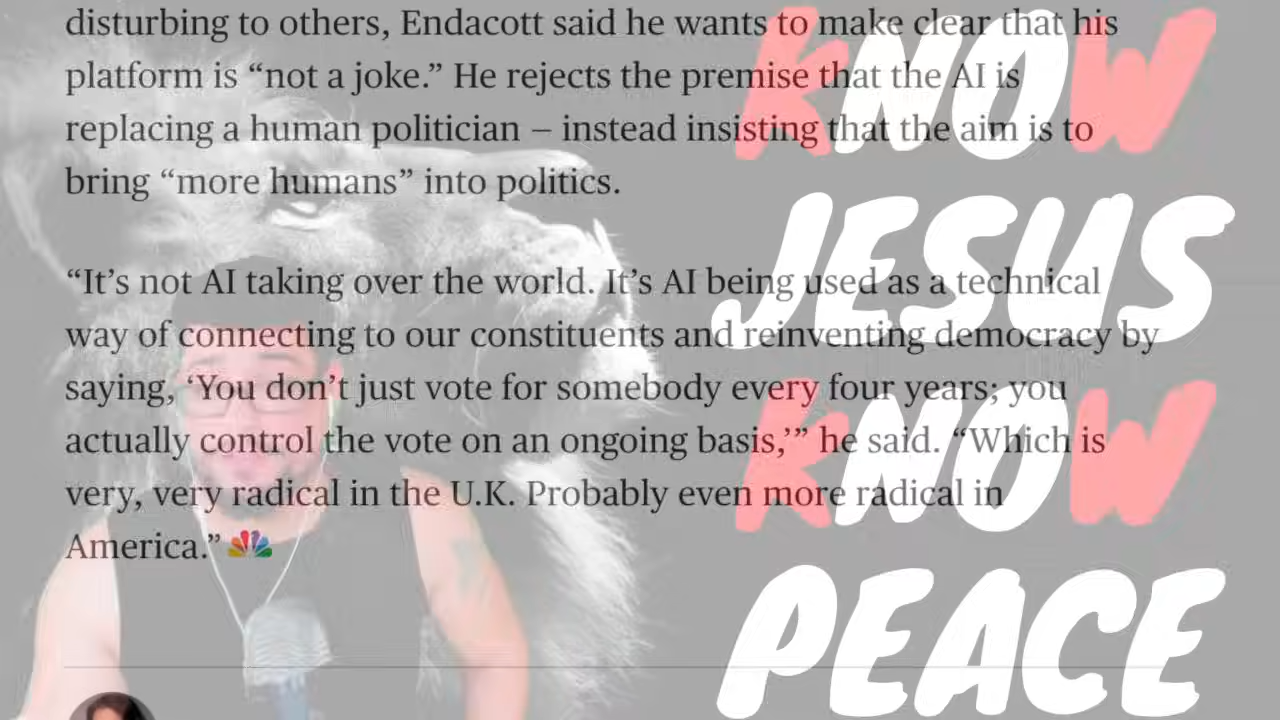 disturbing to others, Endacott said he wants to make clear that his
platform is “not a joke.” He rejects the premise that the AI is
replacing a human politician – instead insisting that the aim is to
bring “more humans” into politics.
“It’s not AI taking over the world. It’s AI being used as a technical
way of connecting to our constituents and reinventing democracy by
saying, ‘You don’t just vote for somebody every four years; you
actually control the vote on an ongoing basis,’” he said. “Which is
very, very radical in the U.K. Probably even more radical in
America.”
kNOW
JESUS
kNOW
PEACE